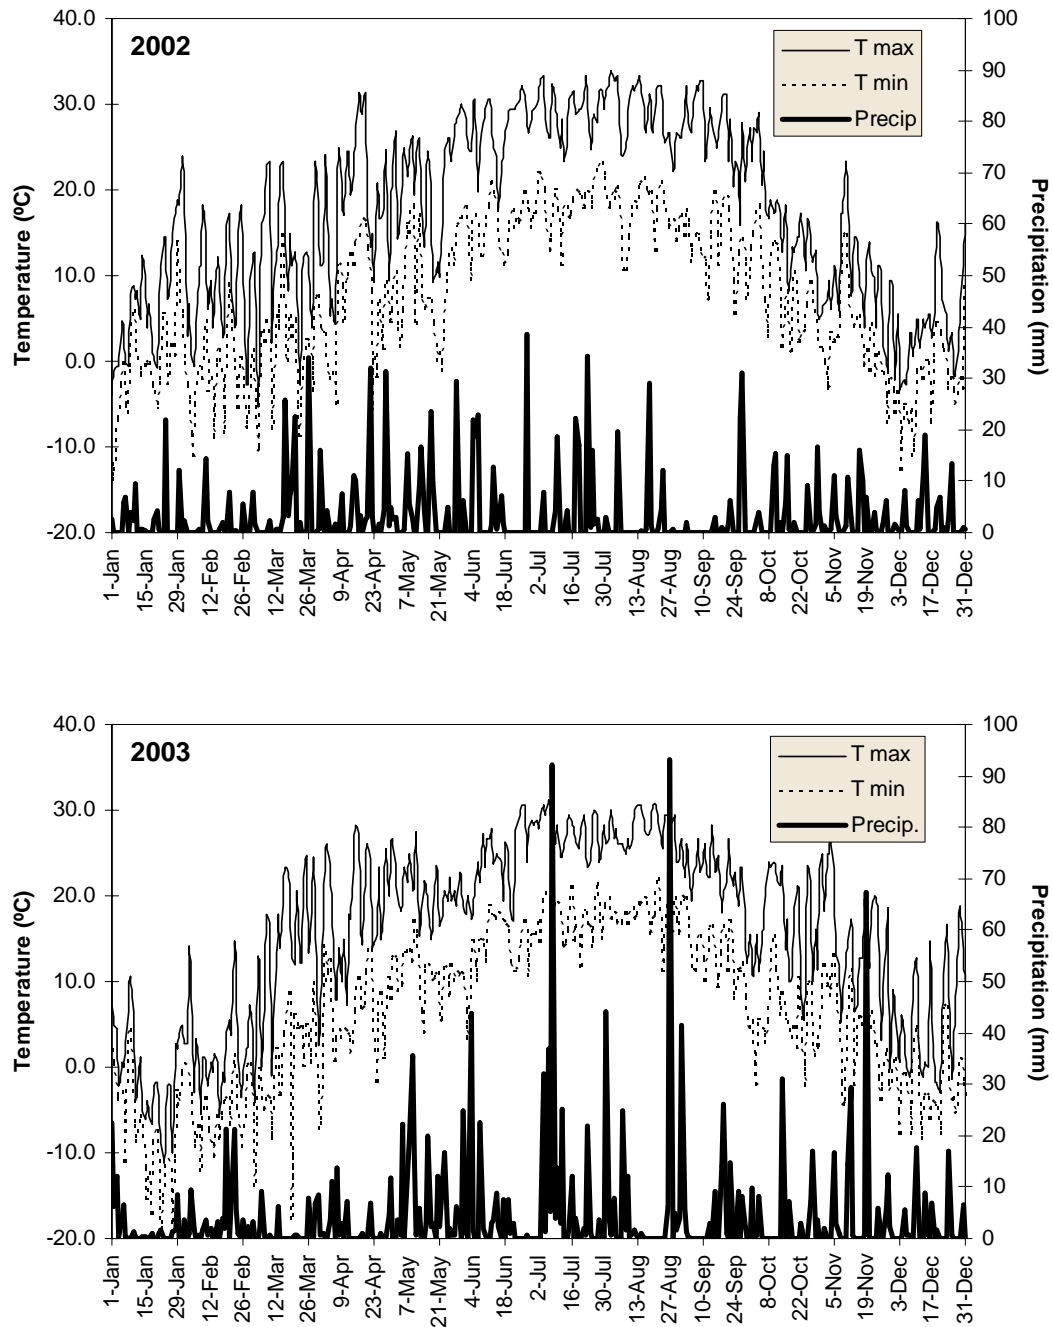 2002
T max
T min
Precip
40.0
30.0
20.0
10.0
0.0
-10.0
-20.0
Temperature (ºC)
100
90
80
70
60
50
40
30
20
10
0
Precipitation (mm)
1-Jan
15-Jan
29-Jan
12-Feb
26-Feb
12-Mar
26-Mar
9-Apr
23-Apr
7-May
21-May
4-Jun
18-Jun
2-Jul
16-Jul
30-Jul
13-Aug
27-Aug
10-Sep
24-Sep
8-Oct
22-Oct
5-Nov
19-Nov
3-Dec
17-Dec
31-Dec
2003
T max
T min
Precip.
40.0
30.0
20.0
10.0
0.0
-10.0
-20.0
Temperature (ºC)
100
90
80
70
60
50
40
30
20
10
0
Precipitation (mm)
1-Jan
15-Jan
29-Jan
12-Feb
26-Feb
12-Mar
26-Mar
9-Apr
23-Apr
7-May
21-May
4-Jun
18-Jun
2-Jul
16-Jul
30-Jul
13-Aug
27-Aug
10-Sep
24-Sep
8-Oct
22-Oct
5-Nov
19-Nov
3-Dec
17-Dec
31-Dec